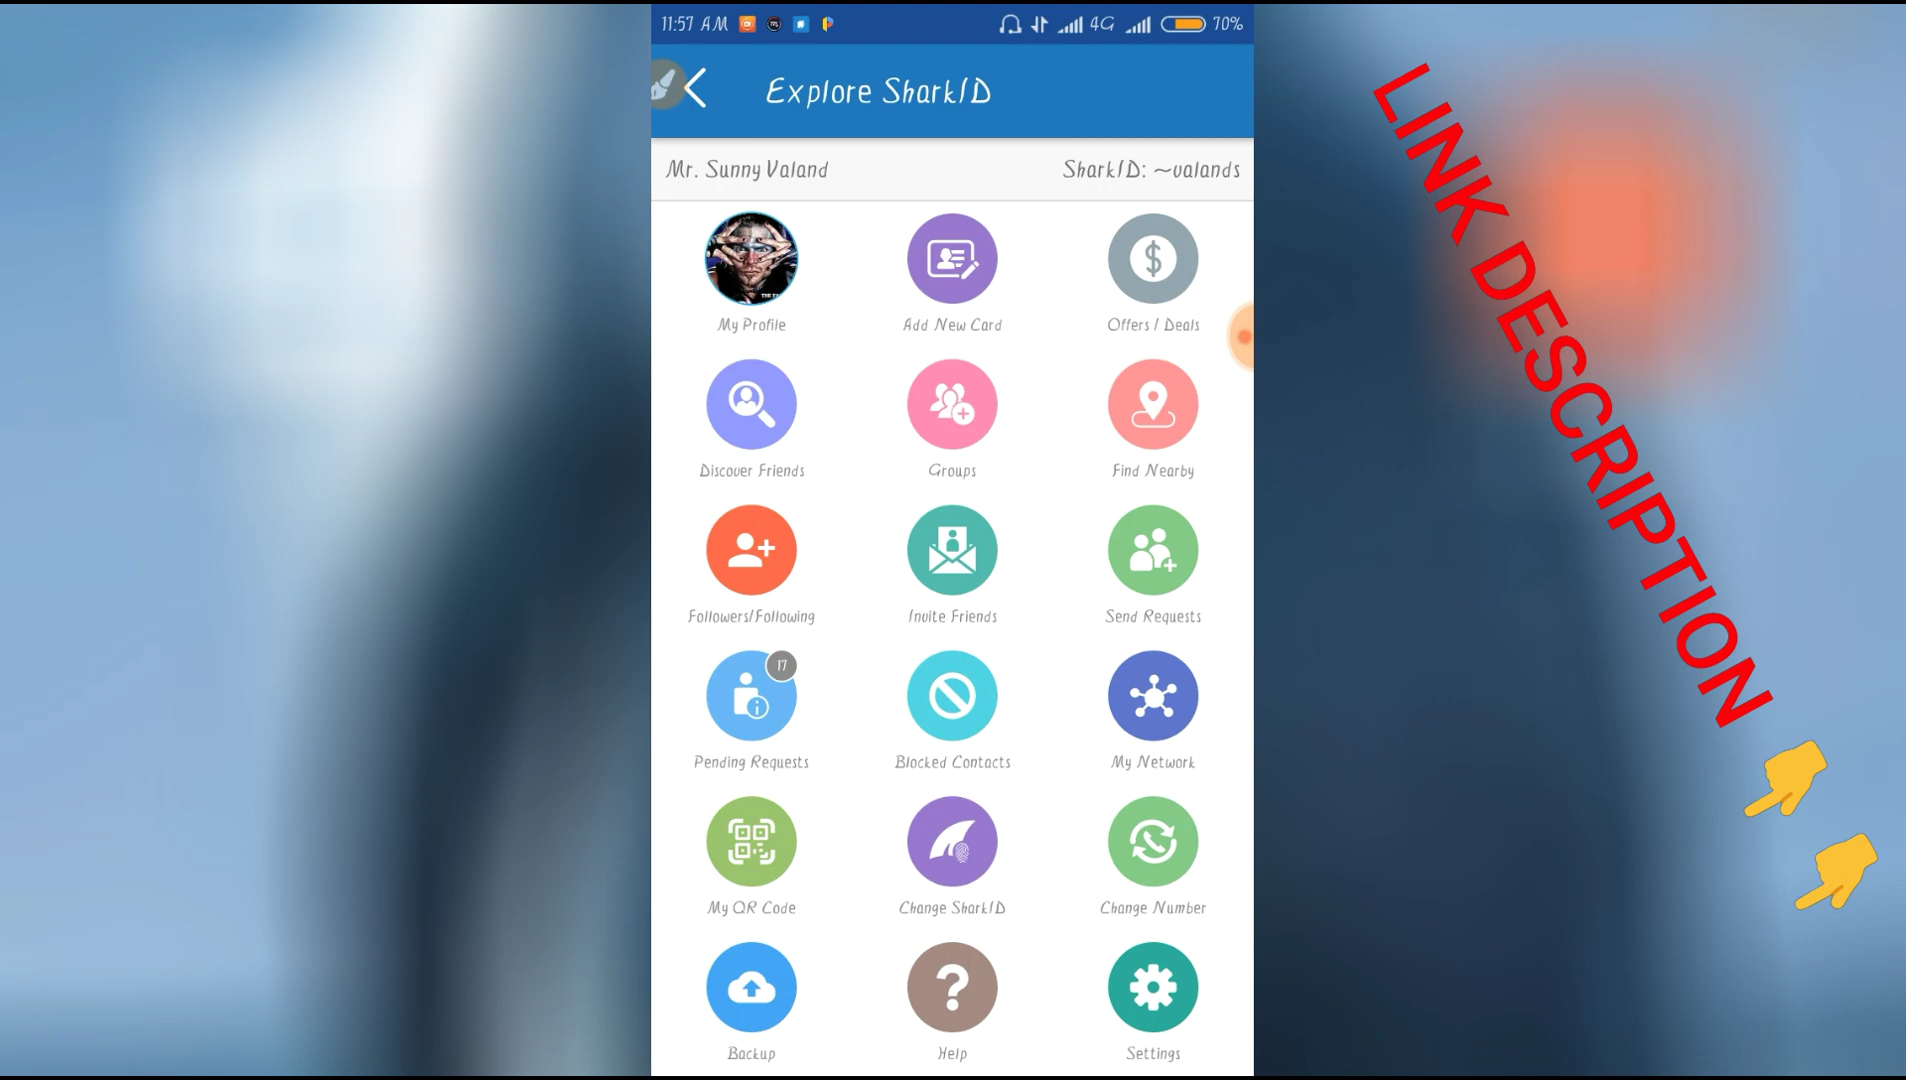 11:57 AM 4G 70%
Explore SharkID
Mr. Sunny Valand SharkID: ~valands
My Profile Add New Card Offers / Deals
Discover Friends Groups Find Nearby
Followers/Following Invite Friends Send Requests
17
Pending Requests Blocked Contacts My Network
My QR Code Change SharkID Change Number
Backup Help Settings
LINK DESCRIPTION